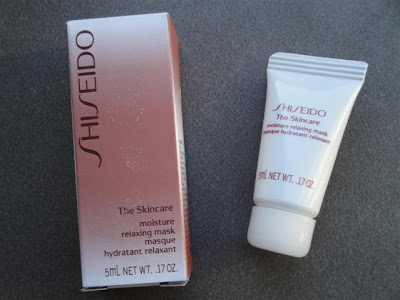 SHISEIDO
The Skincare
moisture
relaxing mask
masque
hydratant relaxant
5mL NET WT. .17 OZ.
SHISEIDO
The Skincare
moisture relaxing mask
masque hydratant relaxant
5mL NET WT. .17 OZ.